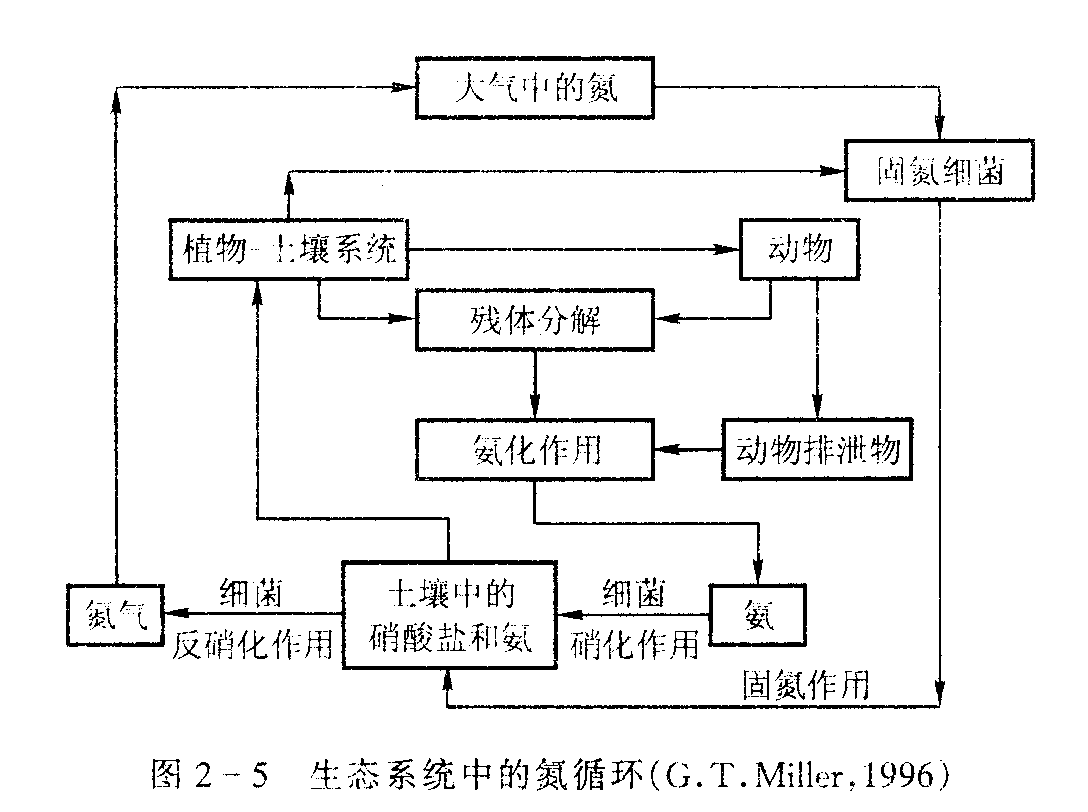 大气中的氮
固氮细菌
植物-土壤系统
动物
残体分解
氨化作用
动物排泄物
氮气
细菌
反硝化作用
土壤中的
硝酸盐和氨
细菌
硝化作用
氨
固氮作用
图 2-5 生态系统中的氮循环(G.T.Miller,1996)